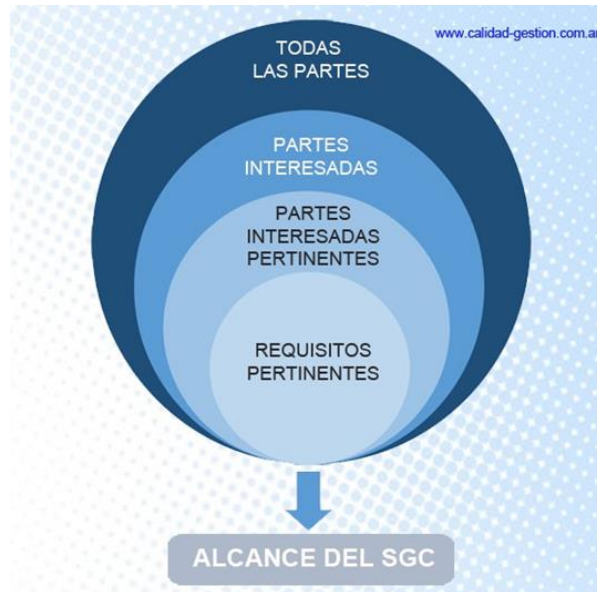 www.calidad-gestion.com.ar
TODAS
LAS PARTES
PARTES
INTERESADAS
PARTES
INTERESADAS
PERTINENTES
REQUISITOS
PERTINENTES
ALCANCE DEL SGC